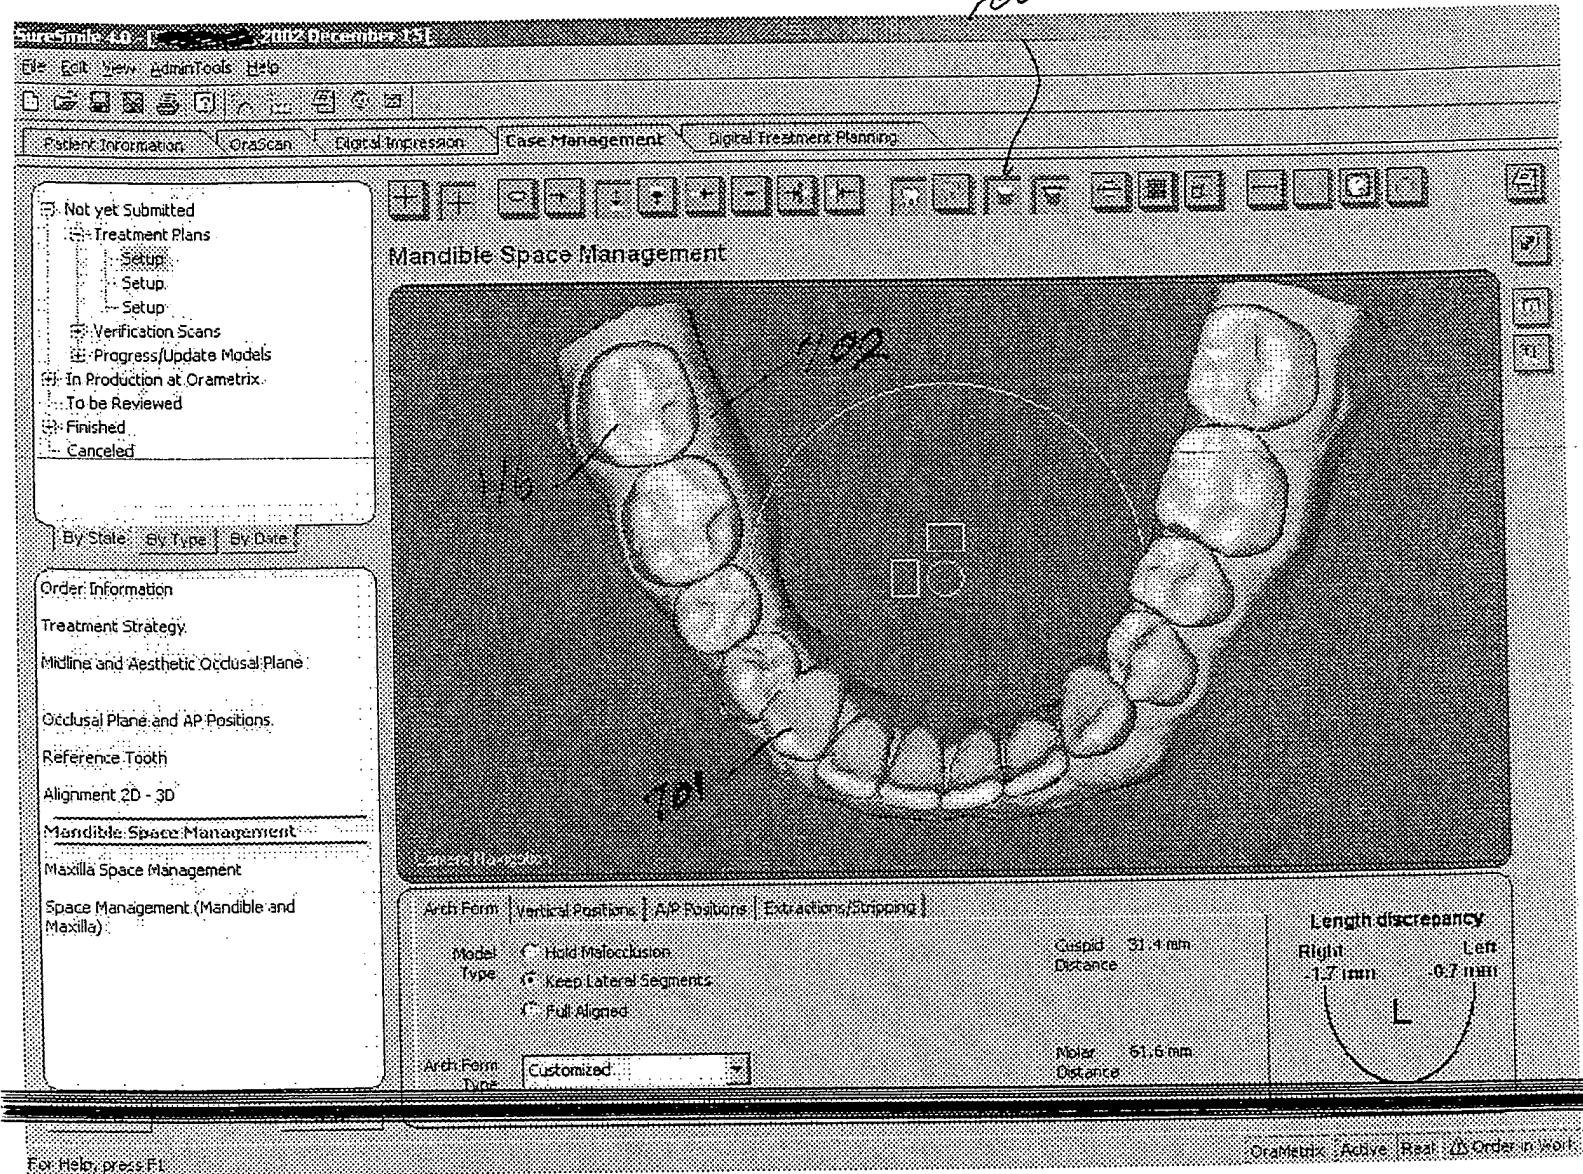 SureSmile 4.0 - [ 2002 December 15]
File Edit View AdminTools Help
Patient Information OraScan Digital Impression Case Management Digital Treatment Planning
Not yet Submitted
Treatment Plans
Setup
Setup
Setup
Verification Scans
Progress/Update Models
In Production at Orametrix
To be Reviewed
Finished
Canceled
By State By Type By Date
Order Information
Treatment Strategy
Midline and Aesthetic Occlusal Plane
Occlusal Plane and AP Positions
Reference Tooth
Alignment 2D - 3D
Mandible Space Management
Maxilla Space Management
Space Management (Mandible and
Maxilla)
Mandible Space Management
702
116
701
Arch Form Vertical Positions A/P Positions Extractions/Stripping
Model
Type
Hold Malocclusion
Keep Lateral Segments
Full Aligned
Arch Form
Type
Customized
Cuspid
Distance
31.4 mm
Molar
Distance
61.6 mm
Length discrepancy
Right Left
-1.7 mm -0.7 mm
L
For Help, press F1
OraMetrix Active Real Order in Work